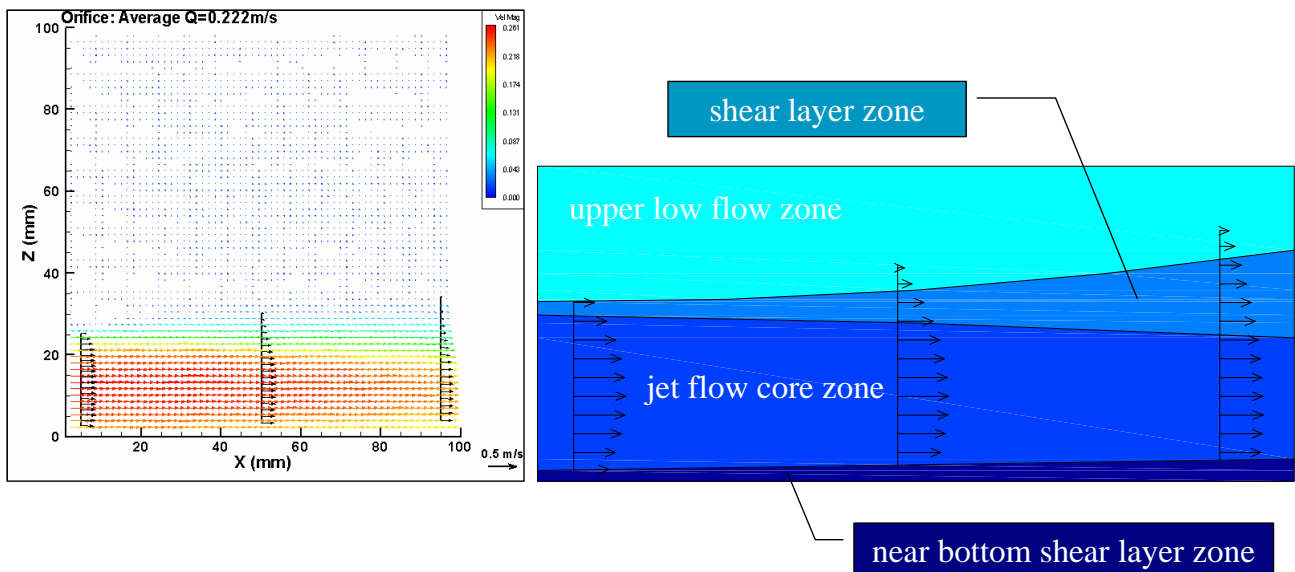 Orifice: Average Q=0.222m/s
Vel Mag
0.261
0.218
0.174
0.131
0.087
0.043
0.000
100
80
60
40
20
0
Z (mm)
20
40
60
80
100
X (mm)
0.5 m/s
shear layer zone
upper low flow zone
jet flow core zone
near bottom shear layer zone